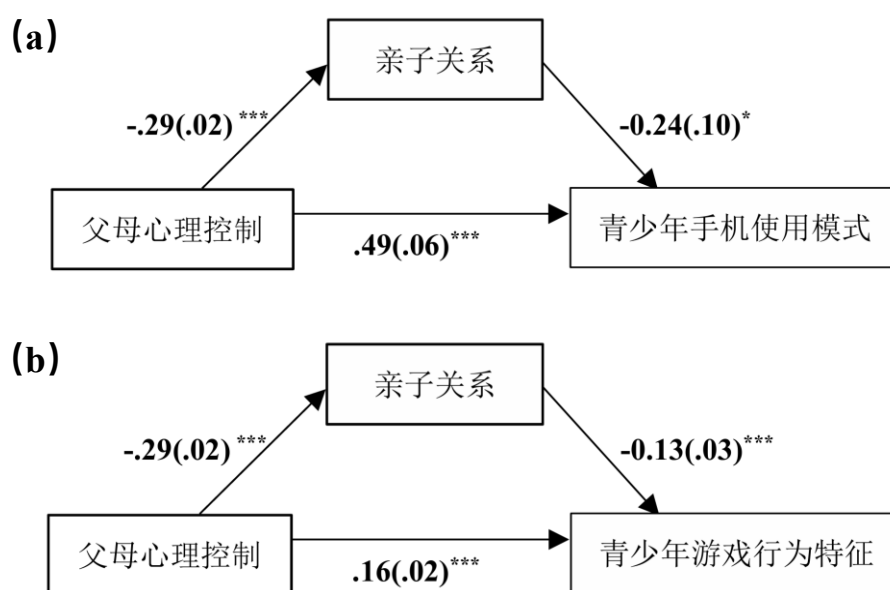 (a)
亲子关系
-.29(.02) ***
-0.24(.10)*
父母心理控制
.49(.06)***
青少年手机使用模式
(b)
亲子关系
-.29(.02) ***
-0.13(.03)***
父母心理控制
.16(.02)***
青少年游戏行为特征